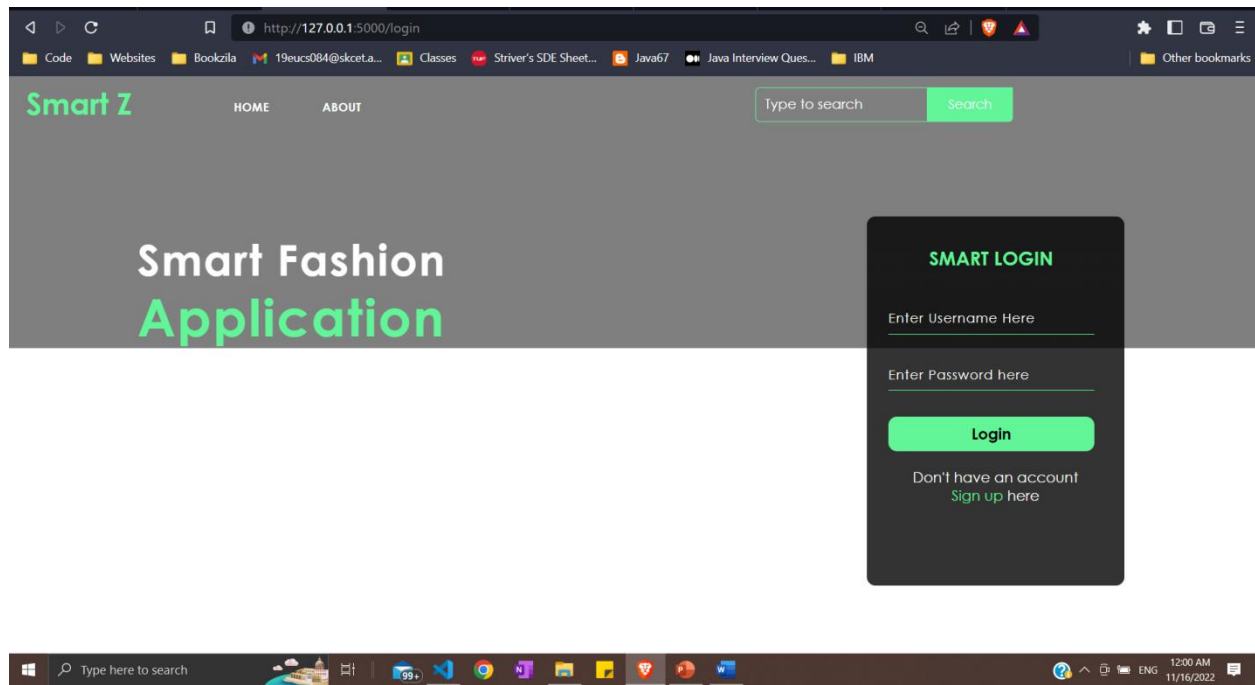 http://127.0.0.1:5000/login
Code Websites Bookzila 19eucs084@skcet.a... Classes Striver's SDE Sheet... Java67 Java Interview Ques... IBM Other bookmarks
Smart Z HOME ABOUT Type to search Search
Smart Fashion
Application
SMART LOGIN
Enter Username Here
Enter Password here
Login
Don't have an account
Sign up here
Type here to search 99+ ENG 12:00 AM
11/16/2022